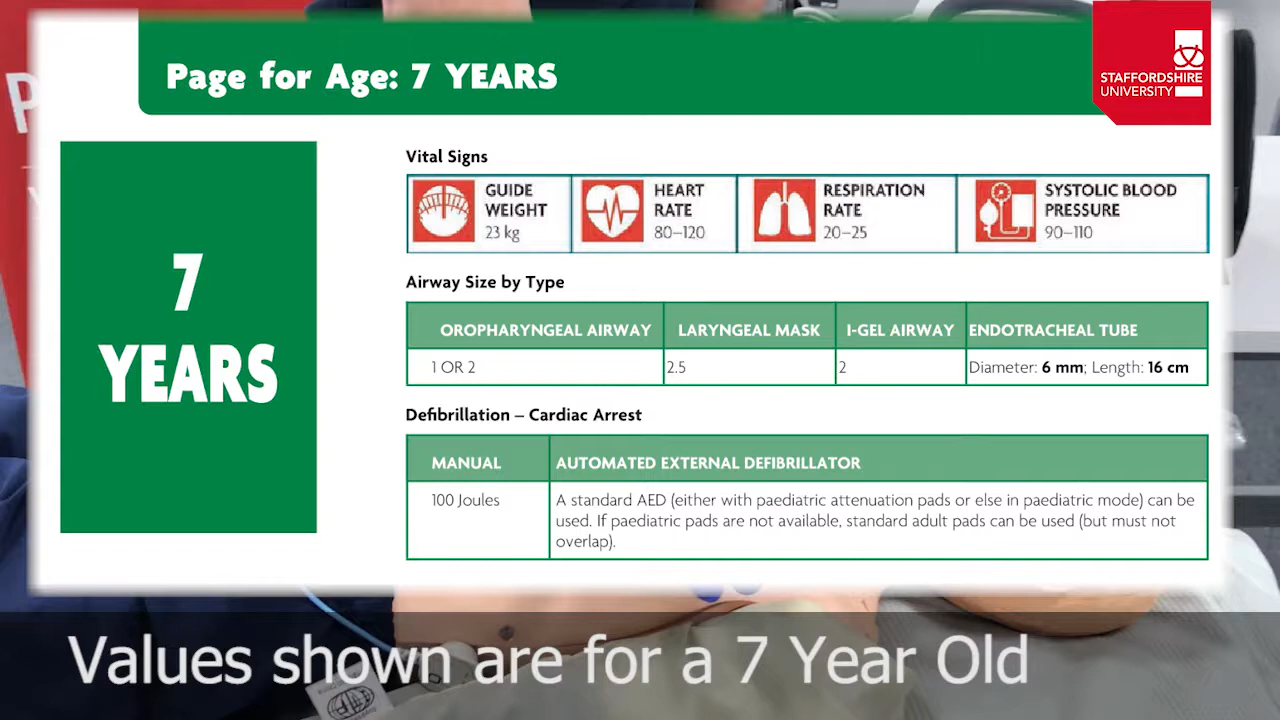 Page for Age: 7 YEARS
STAFFORDSHIRE
UNIVERSITY
7
YEARS
Vital Signs
GUIDE
WEIGHT
23 kg
HEART
RATE
80–120
RESPIRATION
RATE
20–25
SYSTOLIC BLOOD
PRESSURE
90–110
Airway Size by Type
OROPHARYNGEAL AIRWAY LARYNGEAL MASK I-GEL AIRWAY ENDOTRACHEAL TUBE
1 OR 2 2.5 2 Diameter: 6 mm; Length: 16 cm
Defibrillation – Cardiac Arrest
MANUAL AUTOMATED EXTERNAL DEFIBRILLATOR
100 Joules
A standard AED (either with paediatric attenuation pads or else in paediatric mode) can be
used. If paediatric pads are not available, standard adult pads can be used (but must not
overlap).
Values shown are for a 7 Year Old